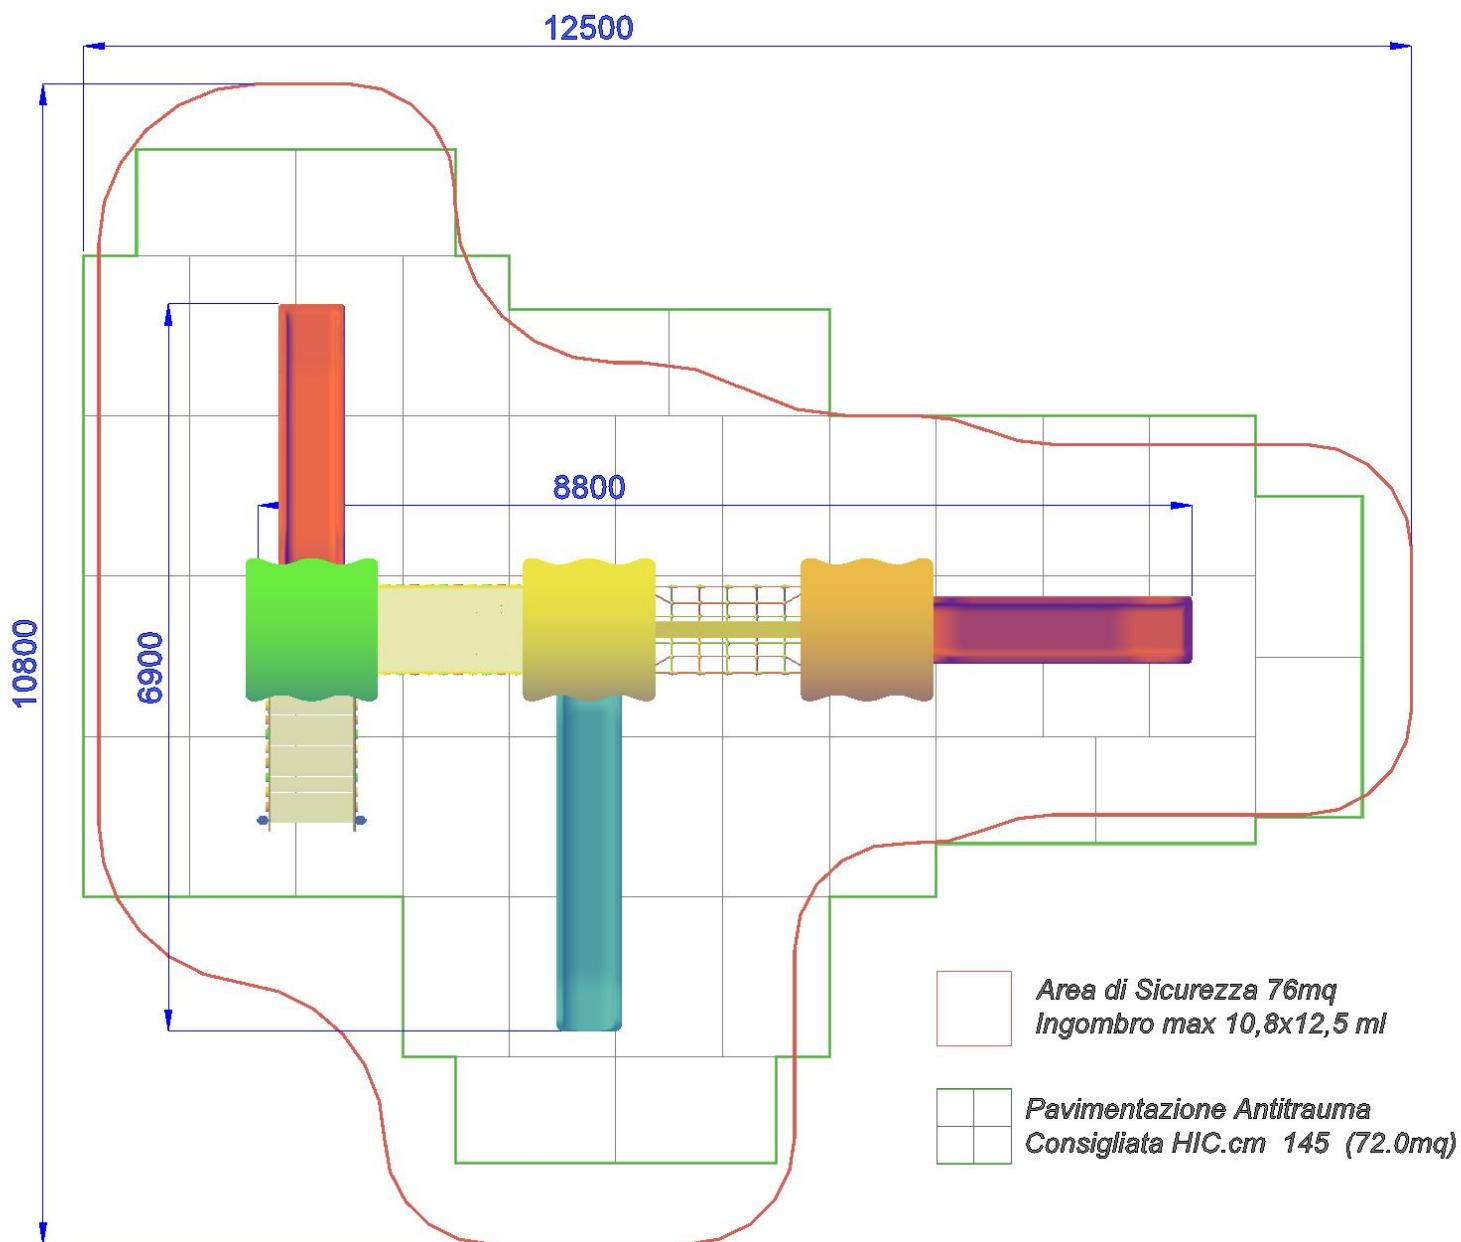 12500
8800
10800
6900
Area di Sicurezza 76mq
Ingombro max 10,8x12,5 ml
Pavimentazione Antitrauma
Consigliata HIC.cm 145 (72.0mq)